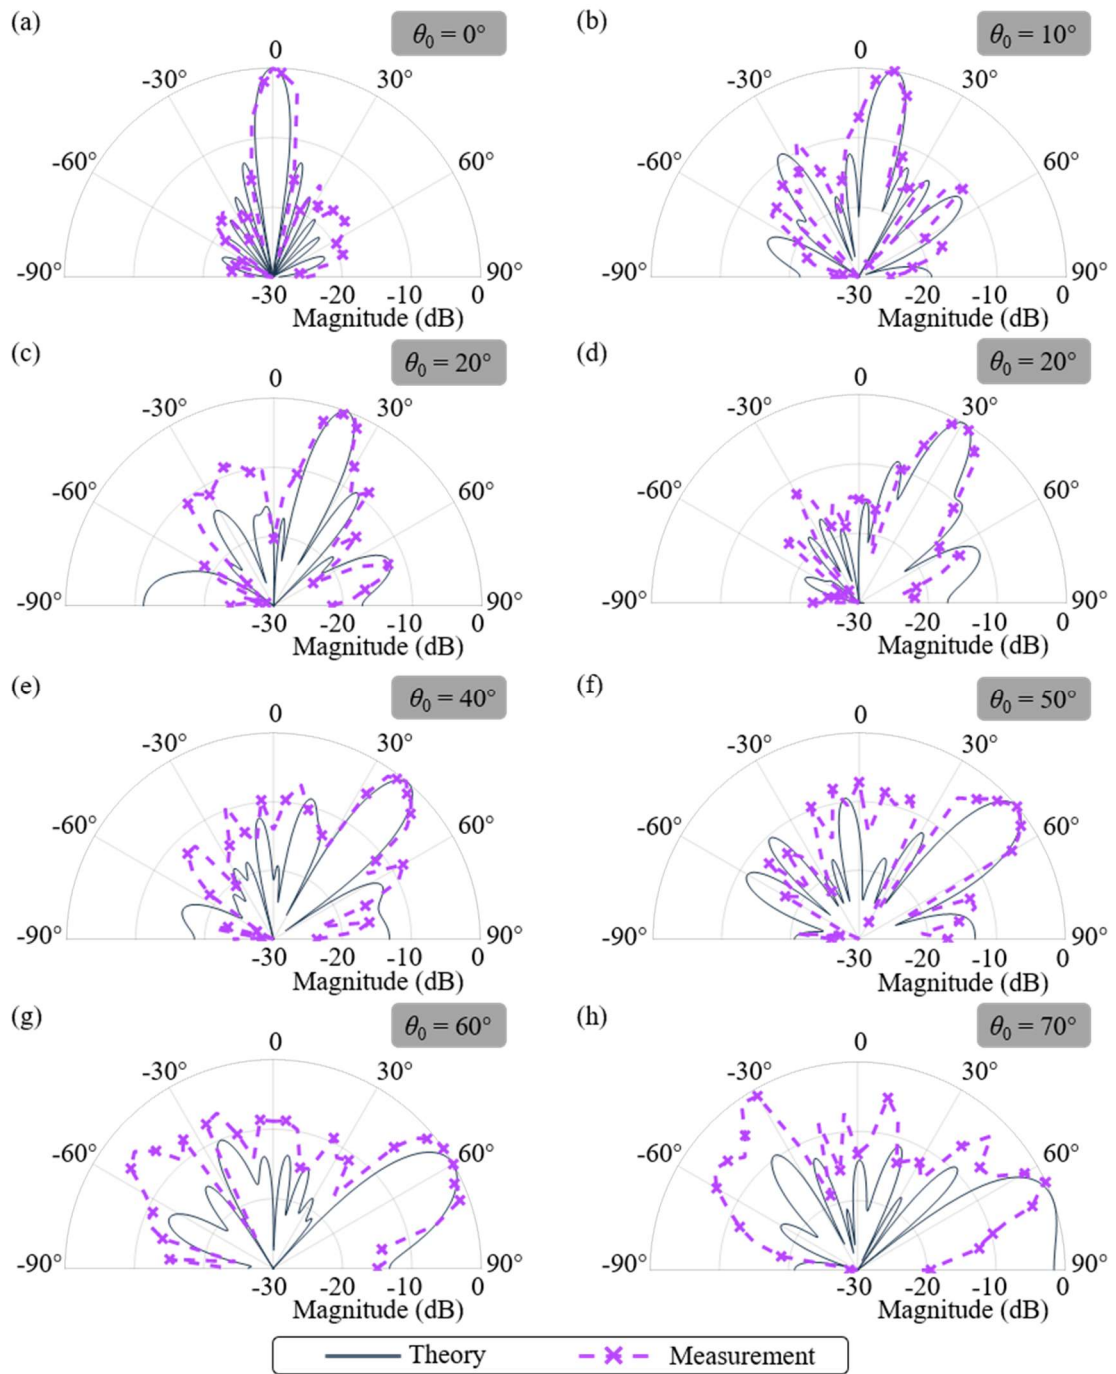 (a)
θ₀ = 0°
0
-30°
30°
-60°
60°
-90°
90°
-30 -20 -10 0
Magnitude (dB)
(b)
θ₀ = 10°
0
-30°
30°
-60°
60°
-90°
90°
-30 -20 -10 0
Magnitude (dB)
(c)
θ₀ = 20°
0
-30°
30°
-60°
60°
-90°
90°
-30 -20 -10 0
Magnitude (dB)
(d)
θ₀ = 20°
0
-30°
30°
-60°
60°
-90°
90°
-30 -20 -10 0
Magnitude (dB)
(e)
θ₀ = 40°
0
-30°
30°
-60°
60°
-90°
90°
-30 -20 -10 0
Magnitude (dB)
(f)
θ₀ = 50°
0
-30°
30°
-60°
60°
-90°
90°
-30 -20 -10 0
Magnitude (dB)
(g)
θ₀ = 60°
0
-30°
30°
-60°
60°
-90°
90°
-30 -20 -10 0
Magnitude (dB)
(h)
θ₀ = 70°
0
-30°
30°
-60°
60°
-90°
90°
-30 -20 -10 0
Magnitude (dB)
Theory Measurement